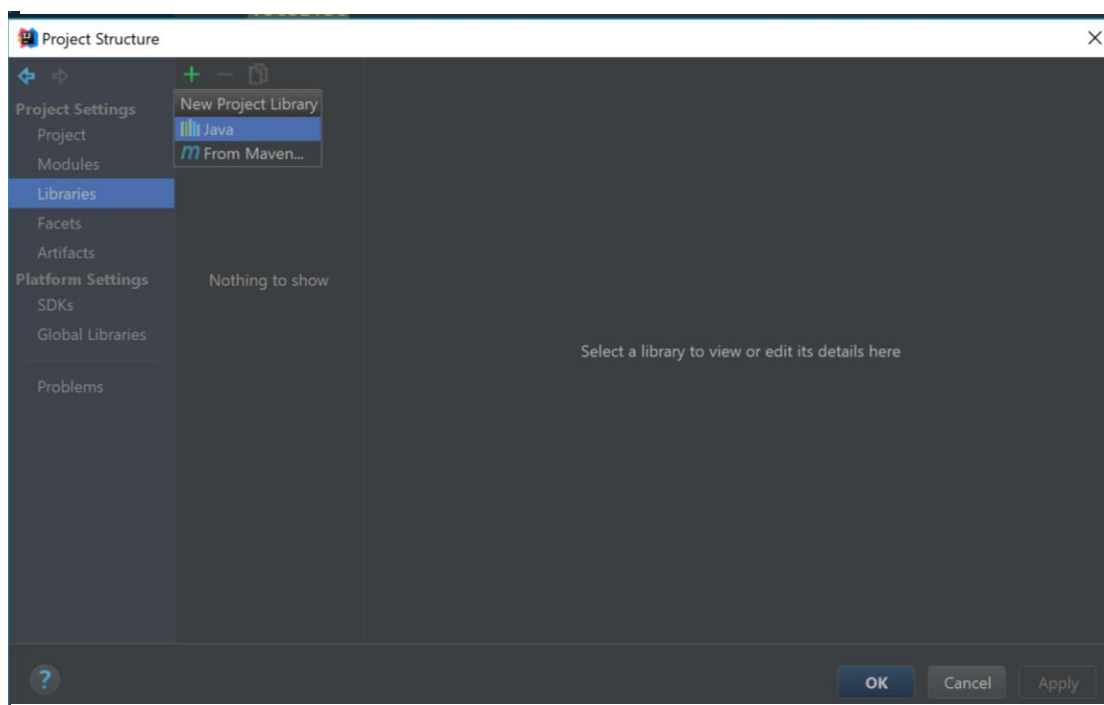 Project Structure
Project Settings
Project
Modules
Libraries
Facets
Artifacts
Platform Settings
SDKs
Global Libraries
Problems
New Project Library
Java
From Maven...
Nothing to show
Select a library to view or edit its details here
?
OK
Cancel
Apply